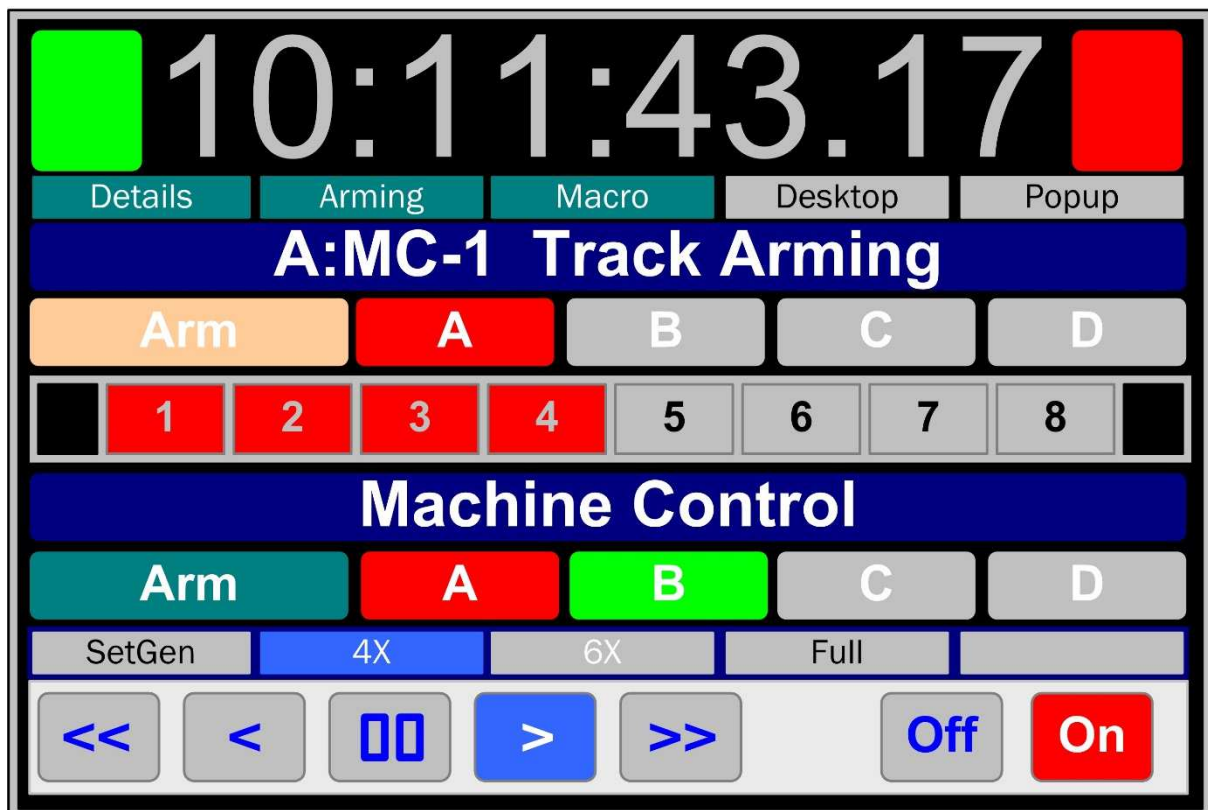 10:11:43.17
Details Arming Macro Desktop Popup
A:MC-1 Track Arming
Arm A B C D
1 2 3 4 5 6 7 8
Machine Control
Arm A B C D
SetGen 4X 6X Full
<< < > >> Off On